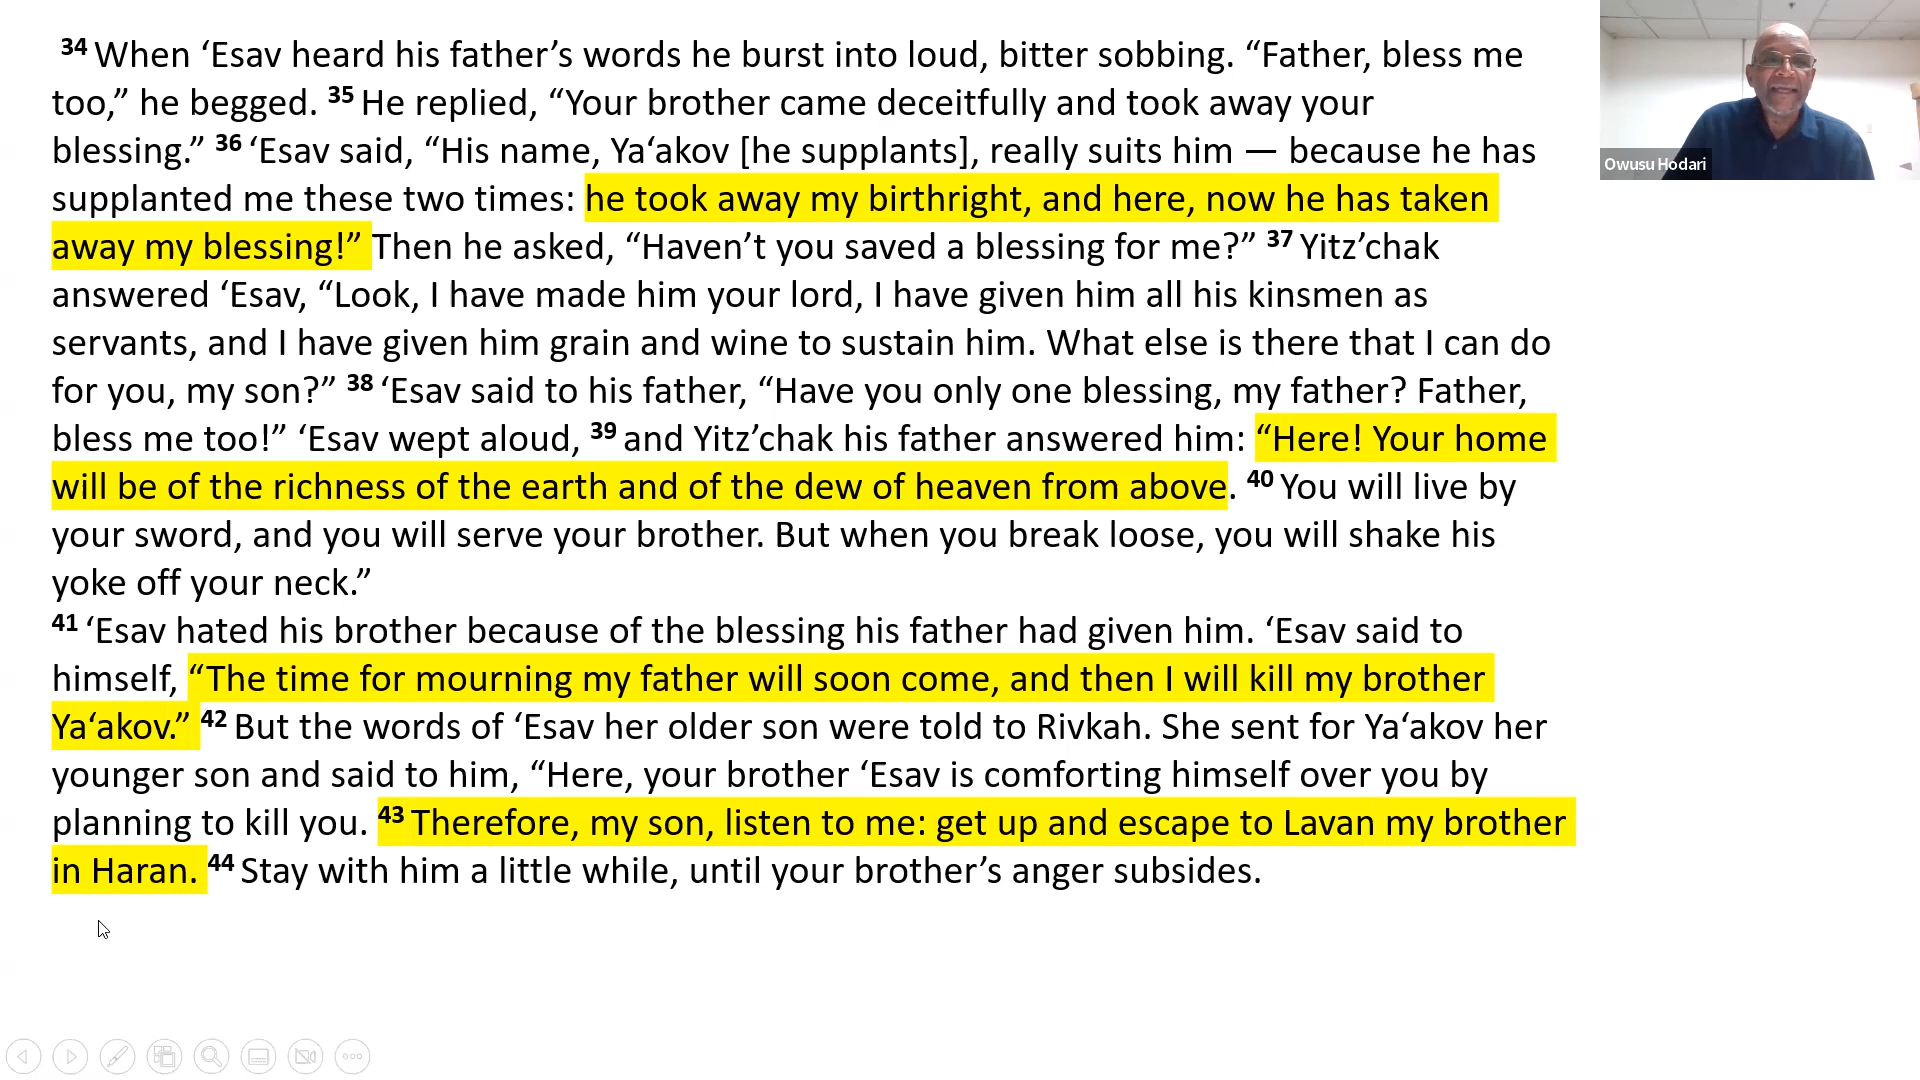 34 When ‘Esav heard his father’s words he burst into loud, bitter sobbing. “Father, bless me
too,” he begged. 35 He replied, “Your brother came deceitfully and took away your
blessing.” 36 ‘Esav said, “His name, Ya‘akov [he supplants], really suits him — because he has
supplanted me these two times: he took away my birthright, and here, now he has taken
away my blessing!” Then he asked, “Haven’t you saved a blessing for me?” 37 Yitz’chak
answered ‘Esav, “Look, I have made him your lord, I have given him all his kinsmen as
servants, and I have given him grain and wine to sustain him. What else is there that I can do
for you, my son?” 38 ‘Esav said to his father, “Have you only one blessing, my father? Father,
bless me too!” ‘Esav wept aloud, 39 and Yitz’chak his father answered him: “Here! Your home
will be of the richness of the earth and of the dew of heaven from above. 40 You will live by
your sword, and you will serve your brother. But when you break loose, you will shake his
yoke off your neck.”
41 ‘Esav hated his brother because of the blessing his father had given him. ‘Esav said to
himself, “The time for mourning my father will soon come, and then I will kill my brother
Ya‘akov.” 42 But the words of ‘Esav her older son were told to Rivkah. She sent for Ya‘akov her
younger son and said to him, “Here, your brother ‘Esav is comforting himself over you by
planning to kill you. 43 Therefore, my son, listen to me: get up and escape to Lavan my brother
in Haran. 44 Stay with him a little while, until your brother’s anger subsides.
Owusu Hodari